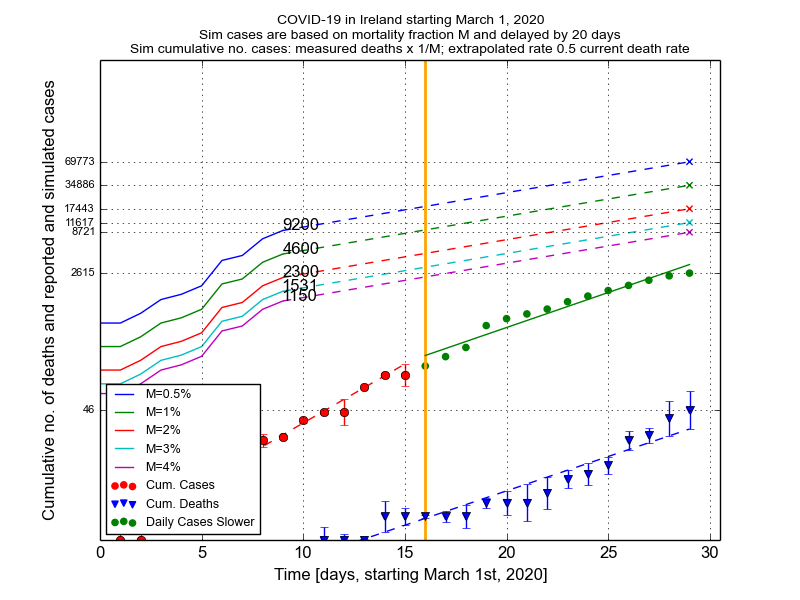 COVID-19 in Ireland starting March 1, 2020
Sim cases are based on mortality fraction M and delayed by 20 days
Sim cumulative no. cases: measured deaths x 1/M; extrapolated rate 0.5 current death rate
Cumulative no. of deaths and reported and simulated cases
69773
34886
17443
11617
8721
2615
46
9200
4600
2300
1531
1150
M=0.5%
M=1%
M=2%
M=3%
M=4%
Cum. Cases
Cum. Deaths
Daily Cases Slower
0 5 10 15 20 25 30
Time [days, starting March 1st, 2020]